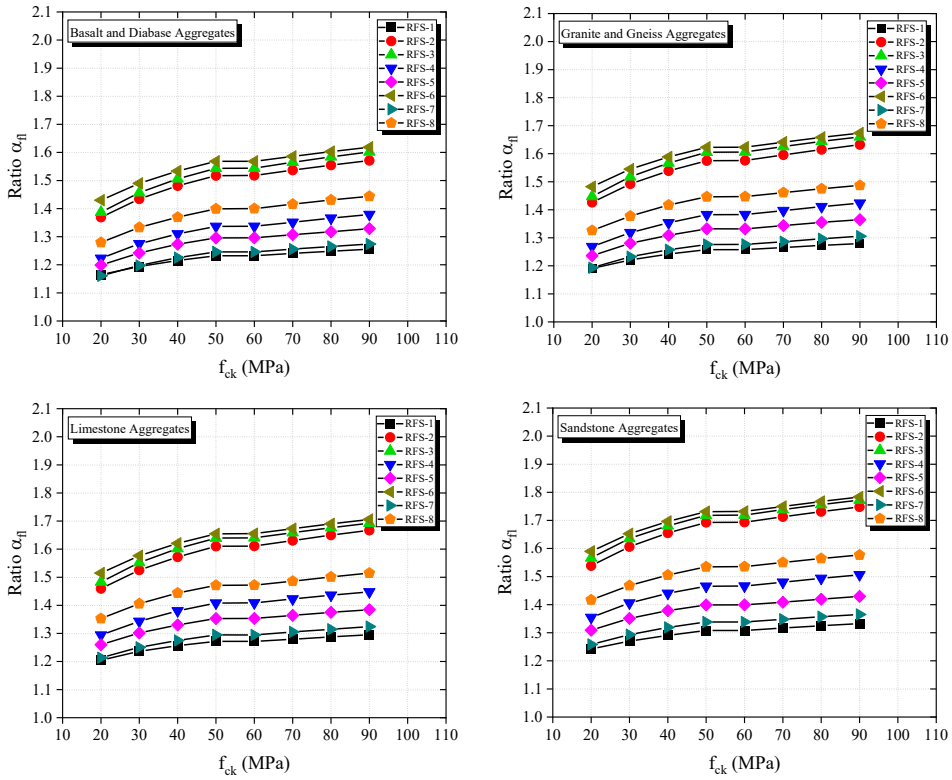 2.1
2.0
1.9
1.8
1.7
1.6
1.5
1.4
1.3
1.2
1.1
1.0
Ratio α_fl
Basalt and Diabase Aggregates
RFS-1
RFS-2
RFS-3
RFS-4
RFS-5
RFS-6
RFS-7
RFS-8
10 20 30 40 50 60 70 80 90 100 110
f_ck (MPa)
2.1
2.0
1.9
1.8
1.7
1.6
1.5
1.4
1.3
1.2
1.1
1.0
Ratio α_fl
Granite and Gneiss Aggregates
RFS-1
RFS-2
RFS-3
RFS-4
RFS-5
RFS-6
RFS-7
RFS-8
10 20 30 40 50 60 70 80 90 100 110
f_ck (MPa)
2.1
2.0
1.9
1.8
1.7
1.6
1.5
1.4
1.3
1.2
1.1
1.0
Ratio α_fl
Limestone Aggregates
RFS-1
RFS-2
RFS-3
RFS-4
RFS-5
RFS-6
RFS-7
RFS-8
10 20 30 40 50 60 70 80 90 100 110
f_ck (MPa)
2.1
2.0
1.9
1.8
1.7
1.6
1.5
1.4
1.3
1.2
1.1
1.0
Ratio α_fl
Sandstone Aggregates
RFS-1
RFS-2
RFS-3
RFS-4
RFS-5
RFS-6
RFS-7
RFS-8
10 20 30 40 50 60 70 80 90 100 110
f_ck (MPa)